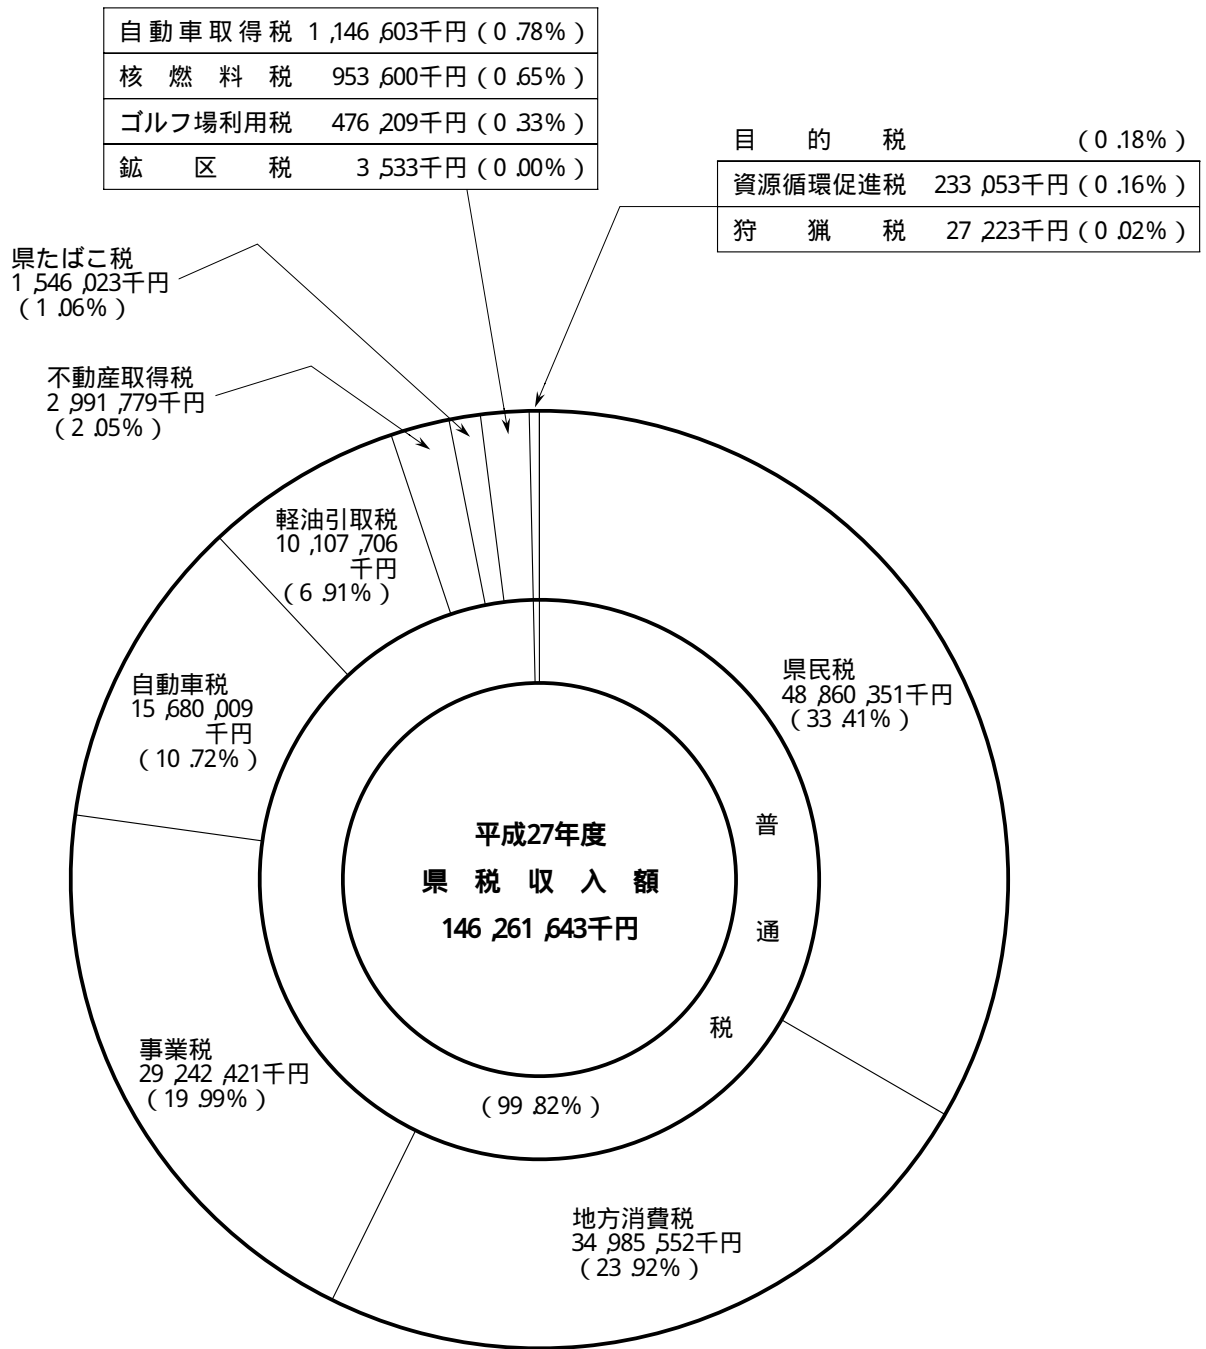 自動車取得税 1,146,603千円(0.78%)
核燃料税 953,600千円(0.65%)
ゴルフ場利用税 476,209千円(0.33%)
鉱区税 3,533千円(0.00%)
目的税 (0.18%)
資源循環促進税 233,053千円(0.16%)
狩猟税 27,223千円(0.02%)
県たばこ税
1,546,023千円
(1.06%)
不動産取得税
2,991,779千円
(2.05%)
軽油引取税
10,107,706
千円
(6.91%)
自動車税
15,680,009
千円
(10.72%)
県民税
48,860,351千円
(33.41%)
平成27年度
県税収入額
146,261,643千円
普通税
(99.82%)
事業税
29,242,421千円
(19.99%)
地方消費税
34,985,552千円
(23.92%)